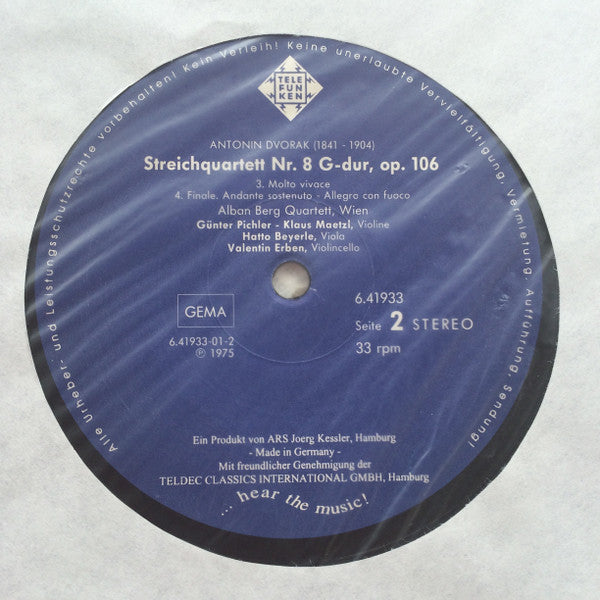 Alle Urheber- und Leistungsschutzrechte vorbehalten! Kein Verleih! Keine unerlaubte Vervielfältigung, Vermietung, Aufführung, Sendung!
TELE
FUN
KEN
ANTONIN DVORAK (1841 - 1904)
Streichquartett Nr. 8 G-dur, op. 106
3. Molto vivace
4. Finale. Andante sostenuto - Allegro con fuoco
Alban Berg Quartett, Wien
Günter Pichler - Klaus Maetzl, Violine
Hatto Beyerle, Viola
Valentin Erben, Violincello
GEMA
6.41933-01-2
℗ 1975
6.41933
Seite 2 STEREO
33 rpm
Ein Produkt von ARS Joerg Kessler, Hamburg
- Made in Germany -
Mit freundlicher Genehmigung der
TELDEC CLASSICS INTERNATIONAL GMBH, Hamburg
... hear the music!